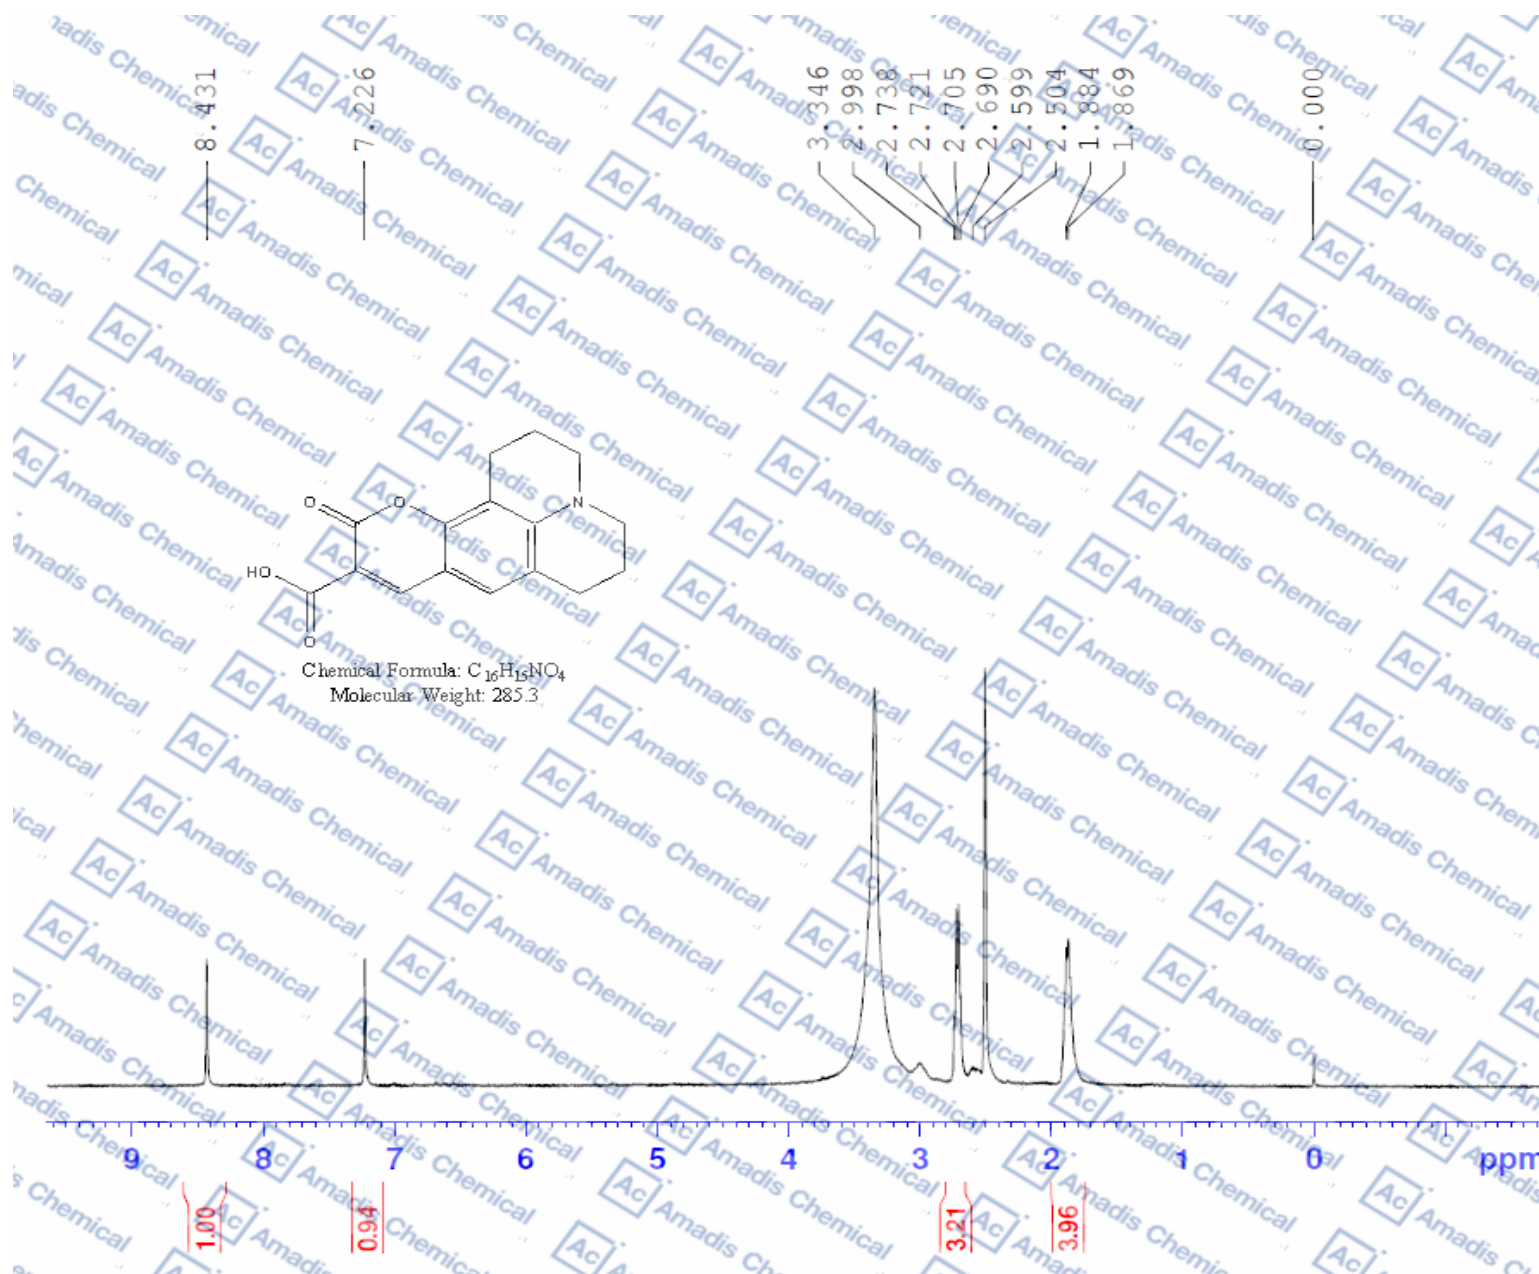 8.431
7.226
3.346
2.998
2.738
2.721
2.705
2.690
2.599
2.504
1.884
1.869
0.000
O
O
N
HO
O
Chemical Formula: C₁₆H₁₅NO₄
Molecular Weight: 285.3
9 8 7 6 5 4 3 2 1 0 ppm
1.00
0.94
3.21
3.96
Ac Amadis Chemical